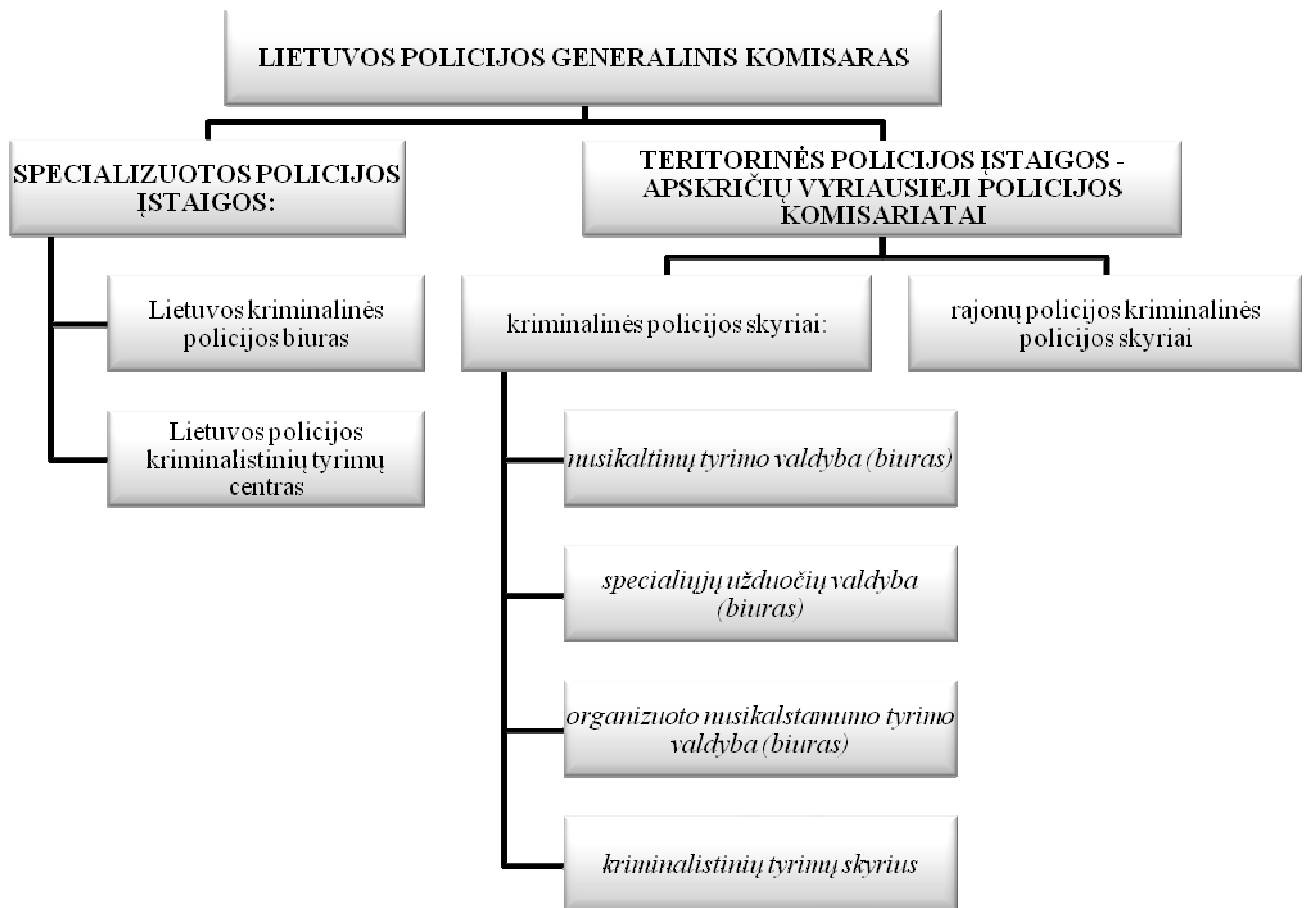 LIETUVOS POLICIJOS GENERALINIS KOMISARAS
SPECIALIZUOTOS POLICIJOS
ĮSTAIGOS:
TERITORINĖS POLICIJOS ĮSTAIGOS -
APSKRIČIŲ VYRIAUSIEJI POLICIJOS
KOMISARIATAI
Lietuvos kriminalinės
policijos biuras
Lietuvos policijos
kriminalistinių tyrimų
centras
kriminalinės policijos skyriai:
rajonų policijos kriminalinės
policijos skyriai
nusikaltimų tyrimo valdyba (biuras)
specialiųjų užduočių valdyba
(biuras)
organizuoto nusikalstamumo tyrimo
valdyba (biuras)
kriminalistinių tyrimų skyrius